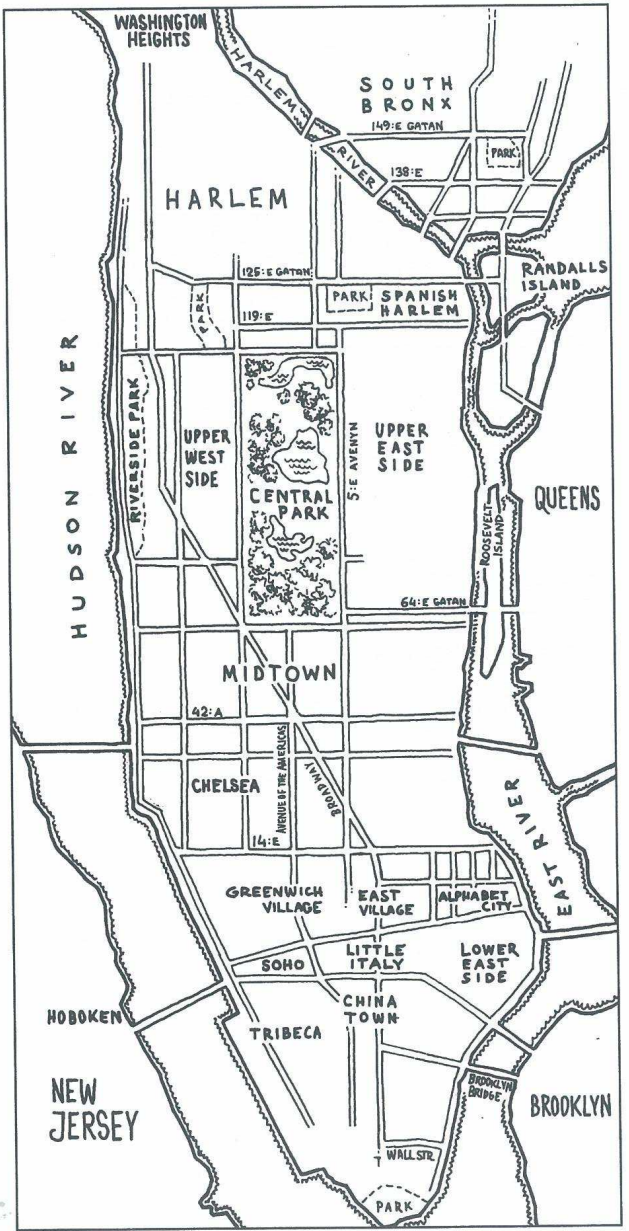 WASHINGTON
HEIGHTS
HARLEM
RIVER
SOUTH
BRONX
149:E GATAN
PARK
138:E
HARLEM
125:E GATAN
RANDALLS
ISLAND
PARK
PARK
SPANISH
HARLEM
119:E
HUDSON RIVER
RIVERSIDE PARK
UPPER
WEST
SIDE
CENTRAL
PARK
5:E AVENYN
UPPER
EAST
SIDE
ROOSEVELT
ISLAND
QUEENS
64:E GATAN
MIDTOWN
42:A
CHELSEA
AVENUE OF THE AMERICAS
BROADWAY
14:E
EAST RIVER
GREENWICH
VILLAGE
EAST
VILLAGE
ALPHABET
CITY
SOHO
LITTLE
ITALY
LOWER
EAST
SIDE
HOBOKEN
TRIBECA
CHINA
TOWN
NEW
JERSEY
BROOKLYN
BRIDGE
BROOKLYN
WALL STR.
PARK